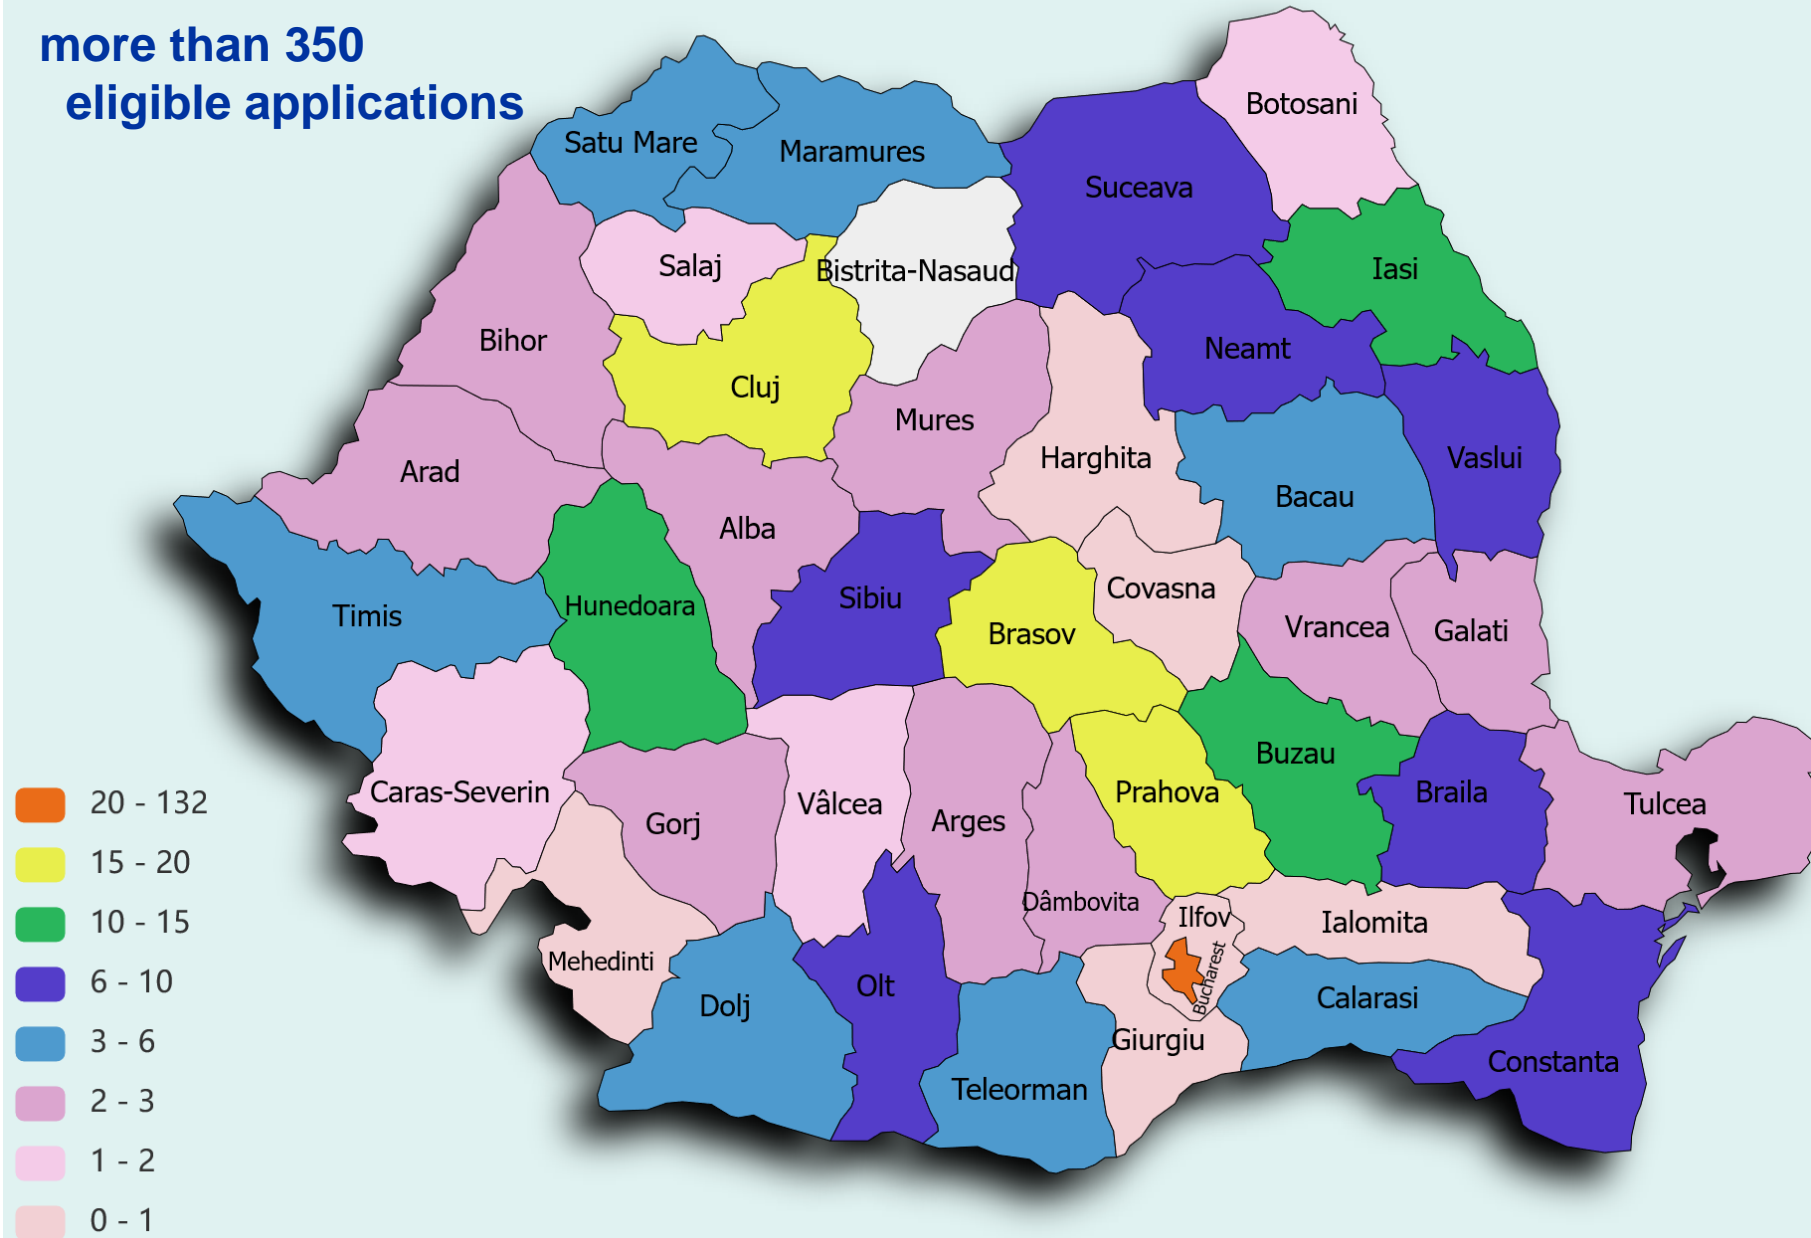 more than 350
eligible applications
Botosani
Satu Mare
Maramures
Suceava
Salaj
Bistrita-Nasaud
Iasi
Bihor
Neamt
Cluj
Mures
Harghita
Vaslui
Arad
Bacau
Alba
Timis
Hunedoara
Sibiu
Brasov
Covasna
Vrancea
Galati
Caras-Severin
Gorj
Vâlcea
Arges
Prahova
Buzau
Braila
Tulcea
Dâmbovita
Ilfov
Ialomita
Mehedinti
Bucharest
Dolj
Olt
Calarasi
Giurgiu
Teleorman
Constanta
20 - 132
15 - 20
10 - 15
6 - 10
3 - 6
2 - 3
1 - 2
0 - 1